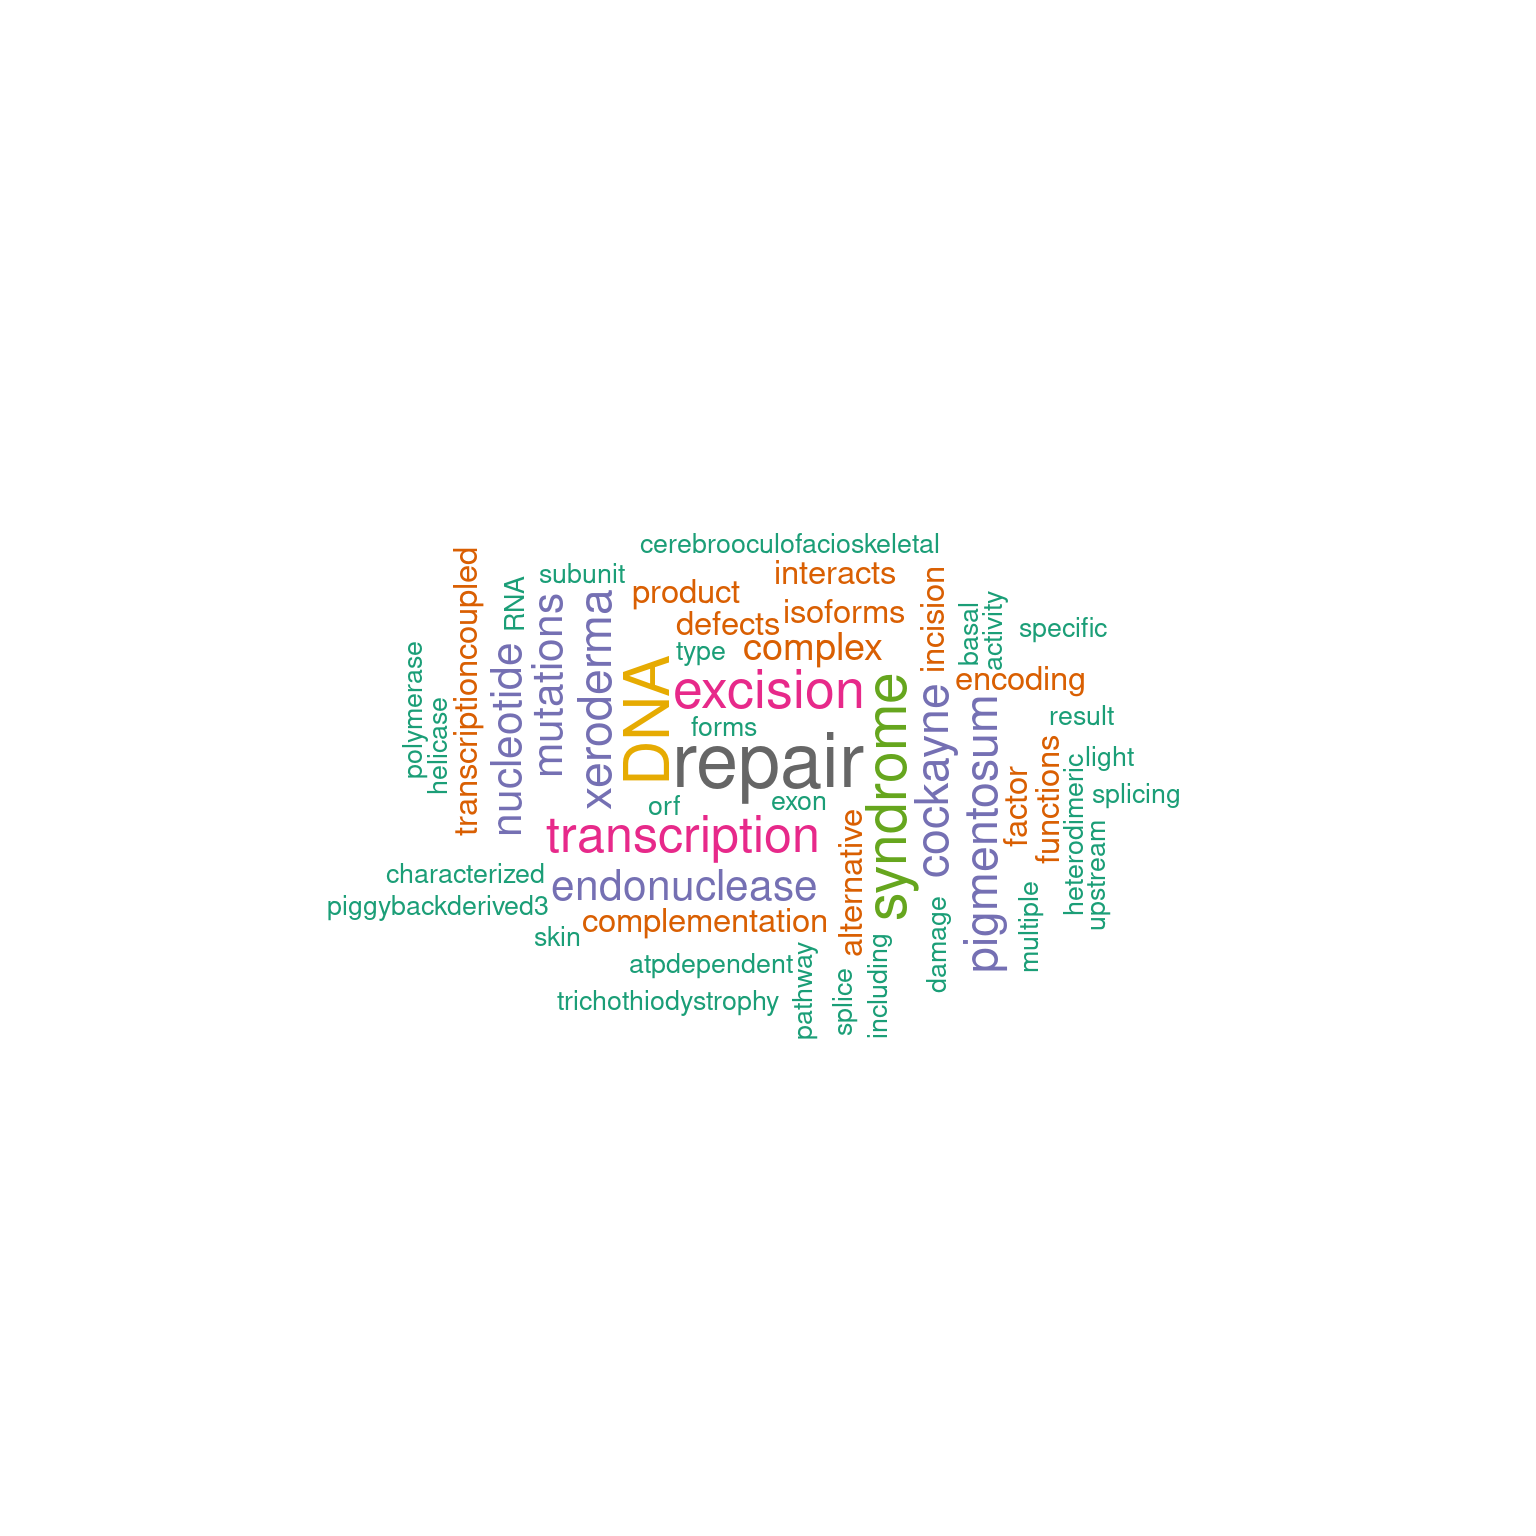 cerebrooculofacioskeletal
interacts
subunit
product
isoforms
defects
complex
type
excision
forms
repair
DNA
xeroderma
mutations
RNA
nucleotide
transcriptioncoupled
polymerase
helicase
incision
basal
activity
specific
encoding
result
light
splicing
syndrome
cockayne
pigmentosum
factor
functions
heterodimeric
upstream
multiple
damage
orf
exon
transcription
endonuclease
alternative
characterized
piggybackderived3
complementation
skin
atpdependent
trichothiodystrophy
pathway
splice
including